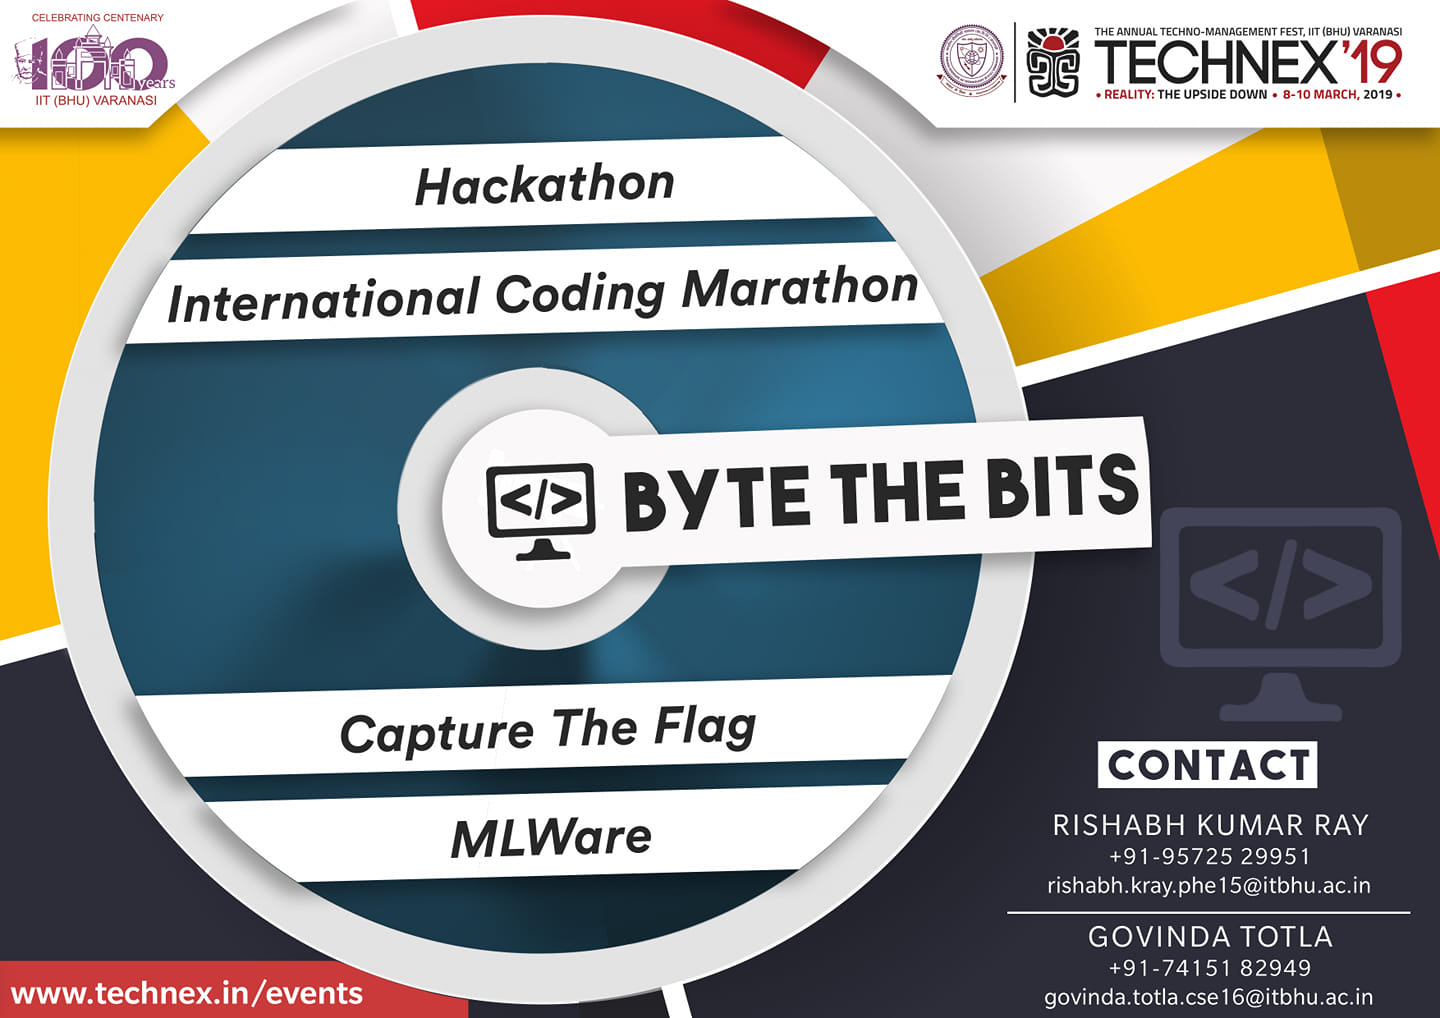 CELEBRATING CENTENARY
100 years
IIT (BHU) VARANASI
THE ANNUAL TECHNO-MANAGEMENT FEST, IIT (BHU) VARANASI
TECHNEX'19
• REALITY: THE UPSIDE DOWN • 8-10 MARCH, 2019 •
Hackathon
International Coding Marathon
</> BYTE THE BITS
</>
Capture The Flag
MLWare
CONTACT
RISHABH KUMAR RAY
+91-95725 29951
rishabh.kray.phe15@itbhu.ac.in
GOVINDA TOTLA
+91-74151 82949
govinda.totla.cse16@itbhu.ac.in
www.technex.in/events